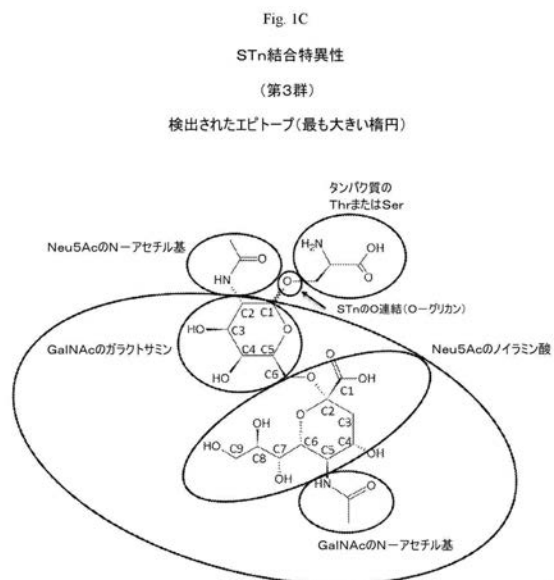 Fig. 1C
STn結合特異性
(第3群)
検出されたエピトープ(最も大きい楕円)
タンパク質の
ThrまたはSer
Neu5AcのN－アセチル基
H₂N
OH
O
HN
O
O
STnのO連結(O－グリカン)
C2
C1
O
HO
C3
GalNAcのガラクトサミン
C4
C5
HO
C6
Neu5Acのノイラミン酸
O
O
OH
C1
O
C2
OH
C3
HO
C9
C8
C7
C6
C5
C4
OH
OH
HN
O
GalNAcのN－アセチル基